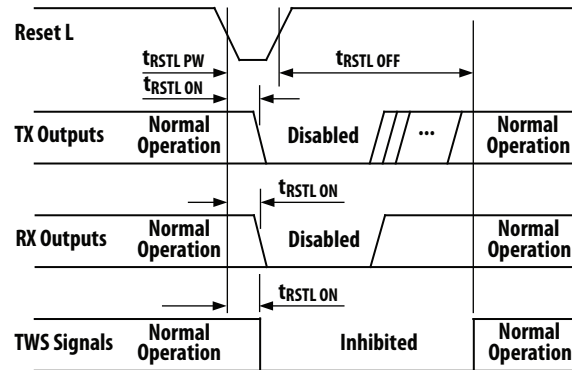 Reset L
tRSTL PW
tRSTL OFF
tRSTL ON
TX Outputs
Normal
Operation
Disabled
...
Normal
Operation
tRSTL ON
RX Outputs
Normal
Operation
Disabled
Normal
Operation
tRSTL ON
TWS Signals
Normal
Operation
Inhibited
Normal
Operation